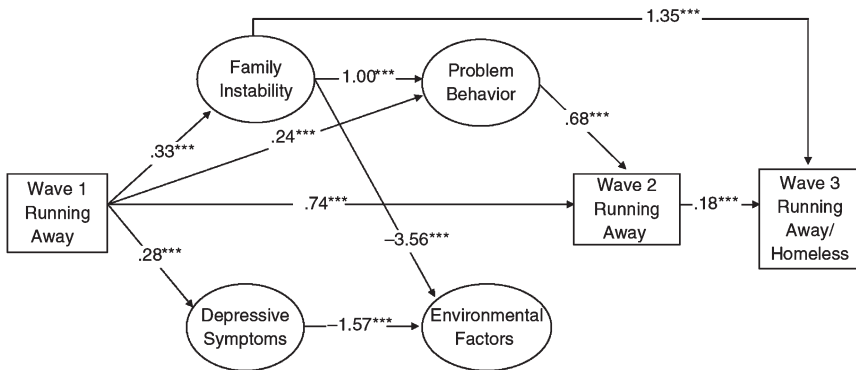 1.35***
Family
Instability
1.00***
Problem
Behavior
.68***
.33***
.24***
Wave 1
Running
Away
.74***
Wave 2
Running
Away
.18***
Wave 3
Running
Away/
Homeless
–3.56***
.28***
Depressive
Symptoms
–1.57***
Environmental
Factors